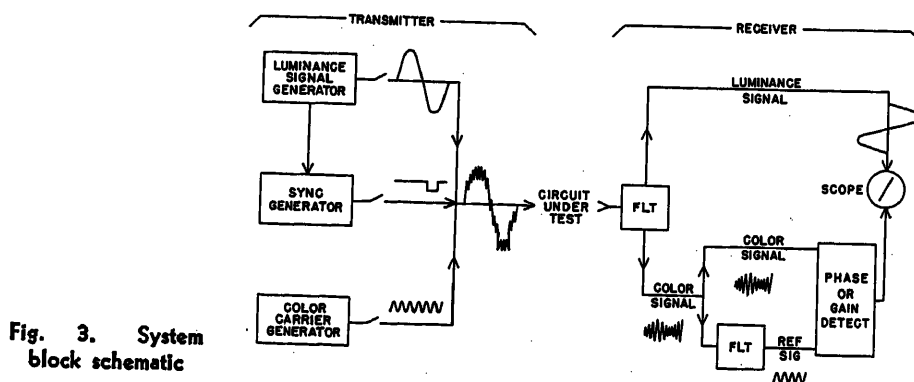 TRANSMITTER
RECEIVER
LUMINANCE
SIGNAL
GENERATOR
LUMINANCE
SIGNAL
SYNC
GENERATOR
CIRCUIT
UNDER
TEST
FLT
SCOPE
COLOR
SIGNAL
COLOR
SIGNAL
PHASE
OR
GAIN
DETECT
COLOR
CARRIER
GENERATOR
FLT
REF
SIG
Fig. 3. System
block schematic